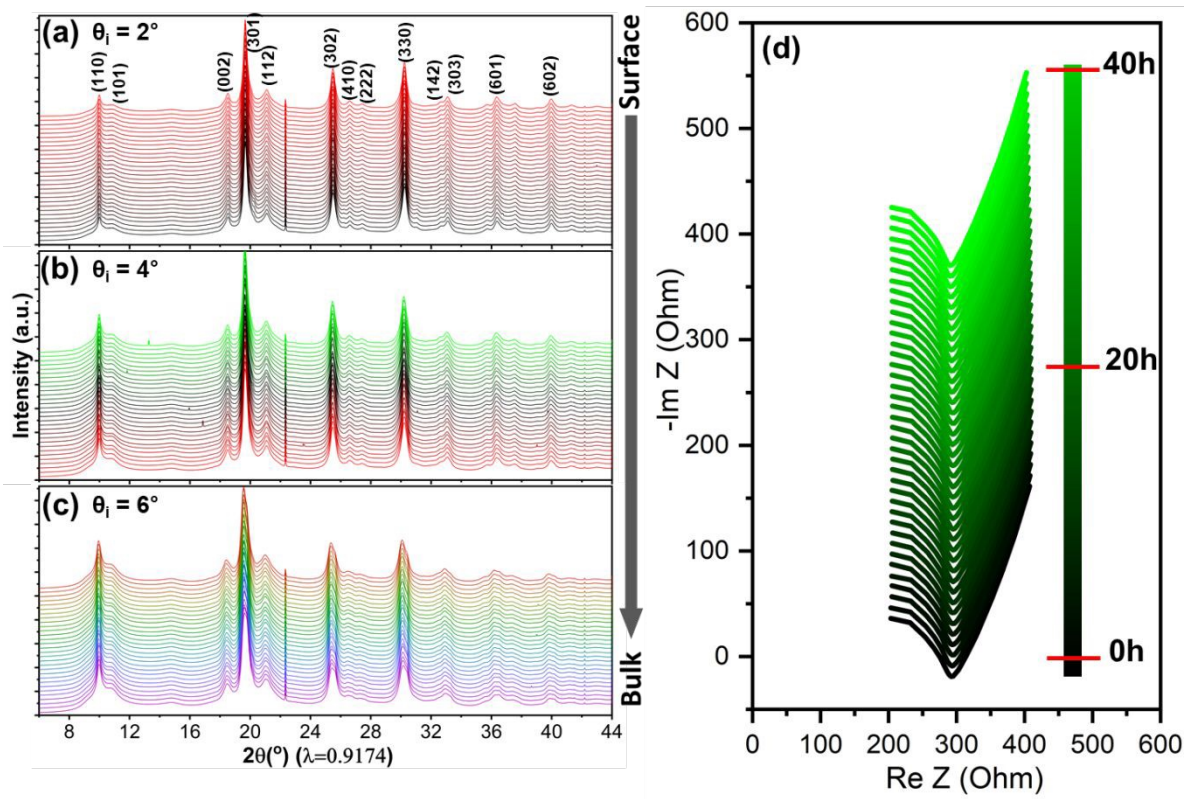 (a) θi = 2°
(110)
(101)
(002)
(301)
(112)
(302)
(410)
(222)
(330)
(142)
(303)
(601)
(602)
(b) θi = 4°
(c) θi = 6°
Intensity (a.u.)
8 12 16 20 24 28 32 36 40 44
2θ(°) (λ=0.9174)
Surface
Bulk
(d)
600
500
400
300
200
100
0
-Im Z (Ohm)
0 100 200 300 400 500 600
Re Z (Ohm)
40h
20h
0h